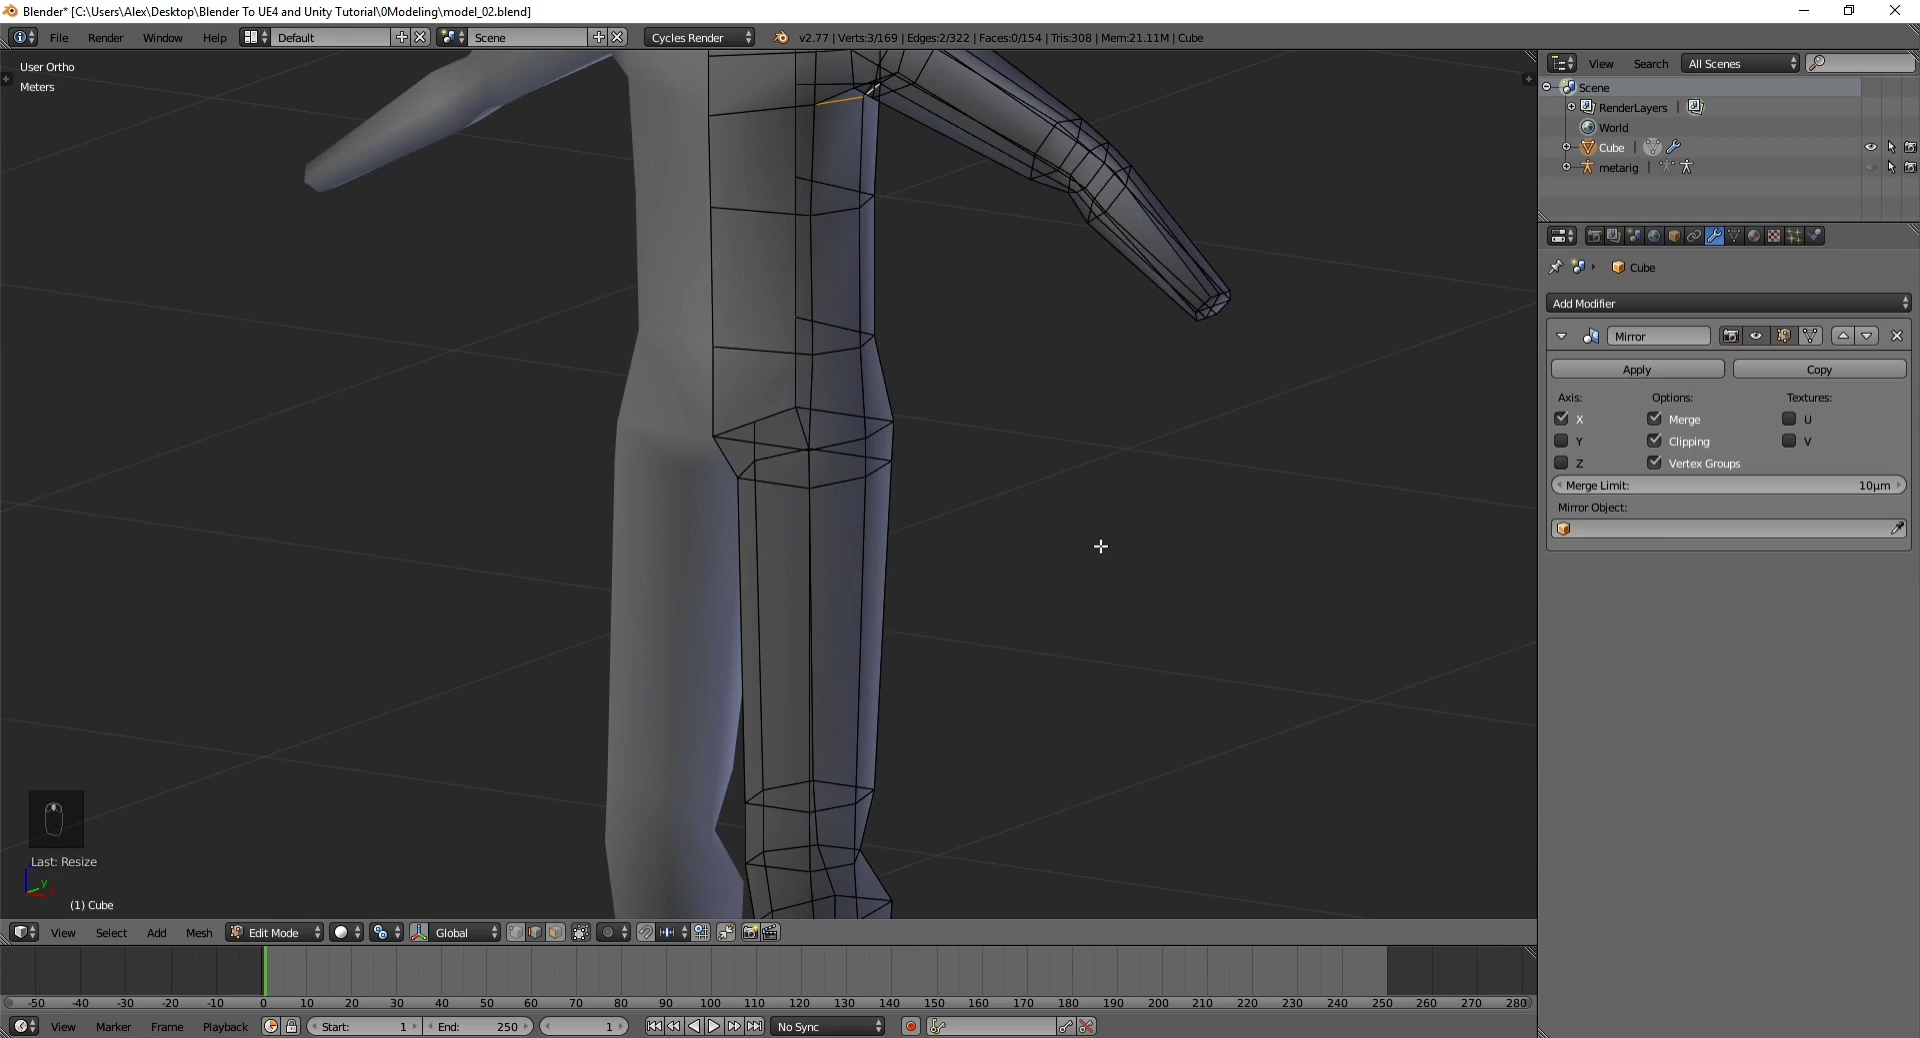 Blender* [C:\Users\Alex\Desktop\Blender To UE4 and Unity Tutorial\0Modeling\model_02.blend]
File Render Window Help Default Scene Cycles Render v2.77 | Verts:3/169 | Edges:2/322 | Faces:0/154 | Tris:308 | Mem:21.11M | Cube
User Ortho
Meters
View Search All Scenes
Scene
RenderLayers |
World
Cube |
metarig |
Cube
Add Modifier
Mirror
Apply Copy
Axis: Options: Textures:
X Merge U
Y Clipping V
Z Vertex Groups
Merge Limit: 10µm
Mirror Object:
Last: Resize
y
(1) Cube
View Select Add Mesh Edit Mode Global
-50 -40 -30 -20 -10 0 10 20 30 40 50 60 70 80 90 100 110 120 130 140 150 160 170 180 190 200 210 220 230 240 250 260 270 280
View Marker Frame Playback Start: 1 End: 250 1 No Sync